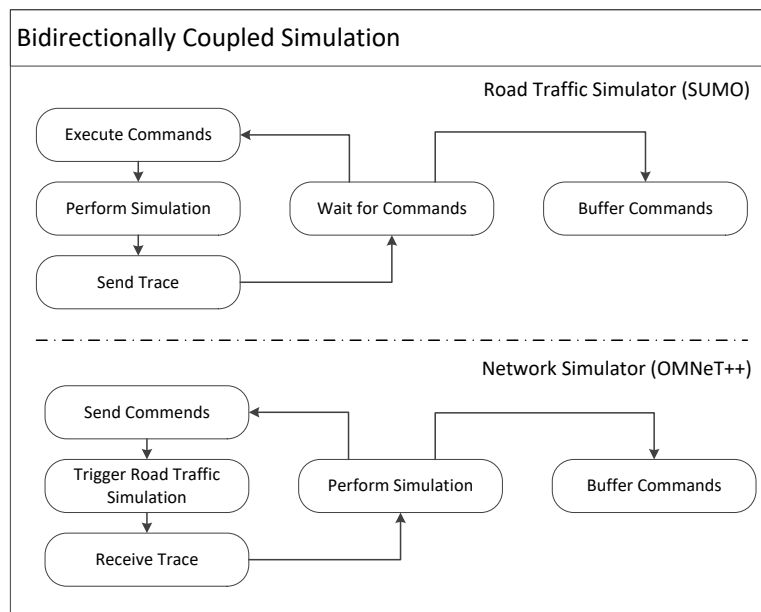 Bidirectionally Coupled Simulation
Road Traffic Simulator (SUMO)
Execute Commands
Perform Simulation
Wait for Commands
Buffer Commands
Send Trace
Network Simulator (OMNeT++)
Send Commends
Trigger Road Traffic
Simulation
Perform Simulation
Buffer Commands
Receive Trace